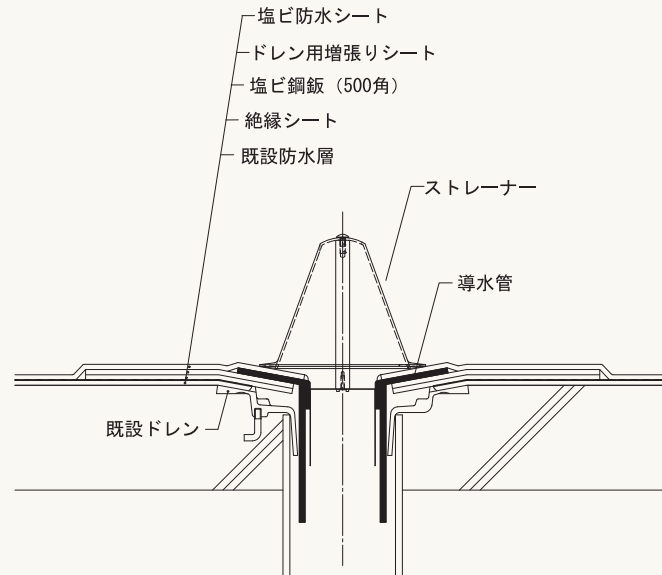 塩ビ防水シート
ドレン用増張りシート
塩ビ鋼鈑（500角）
絶縁シート
既設防水層
ストレーナー
導水管
既設ドレン